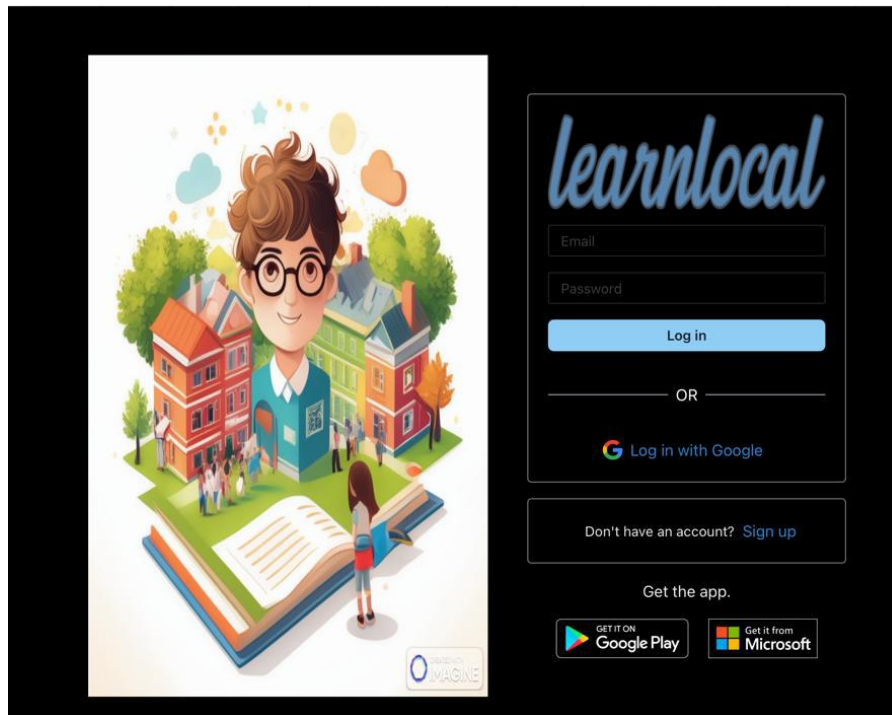 learnlocal
Email
Password
Log in
OR
Log in with Google
Don't have an account? Sign up
Get the app.
GET IT ON
Google Play
Get it from
Microsoft
IMAGINE